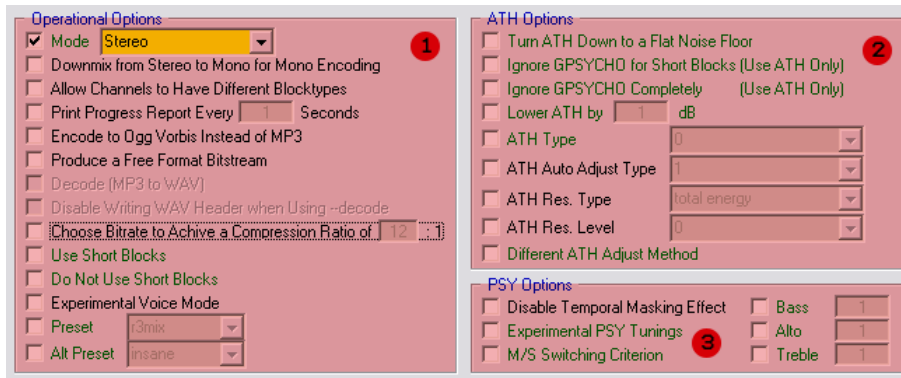 Operational Options
Mode Stereo
1
Downmix from Stereo to Mono for Mono Encoding
Allow Channels to Have Different Blocktypes
Print Progress Report Every 1 Seconds
Encode to Ogg Vorbis Instead of MP3
Produce a Free Format Bitstream
Decode (MP3 to WAV)
Disable Writing WAV Header when Using --decode
Choose Bitrate to Achive a Compression Ratio of 12 : 1
Use Short Blocks
Do Not Use Short Blocks
Experimental Voice Mode
Preset r3mix
Alt Preset insane
ATH Options
Turn ATH Down to a Flat Noise Floor
2
Ignore GPSYCHO for Short Blocks (Use ATH Only)
Ignore GPSYCHO Completely (Use ATH Only)
Lower ATH by 1 dB
ATH Type 0
ATH Auto Adjust Type 1
ATH Res. Type total energy
ATH Res. Level 0
Different ATH Adjust Method
PSY Options
Disable Temporal Masking Effect Bass 1
Experimental PSY Tunings 3 Alto 1
M/S Switching Criterion Treble 1